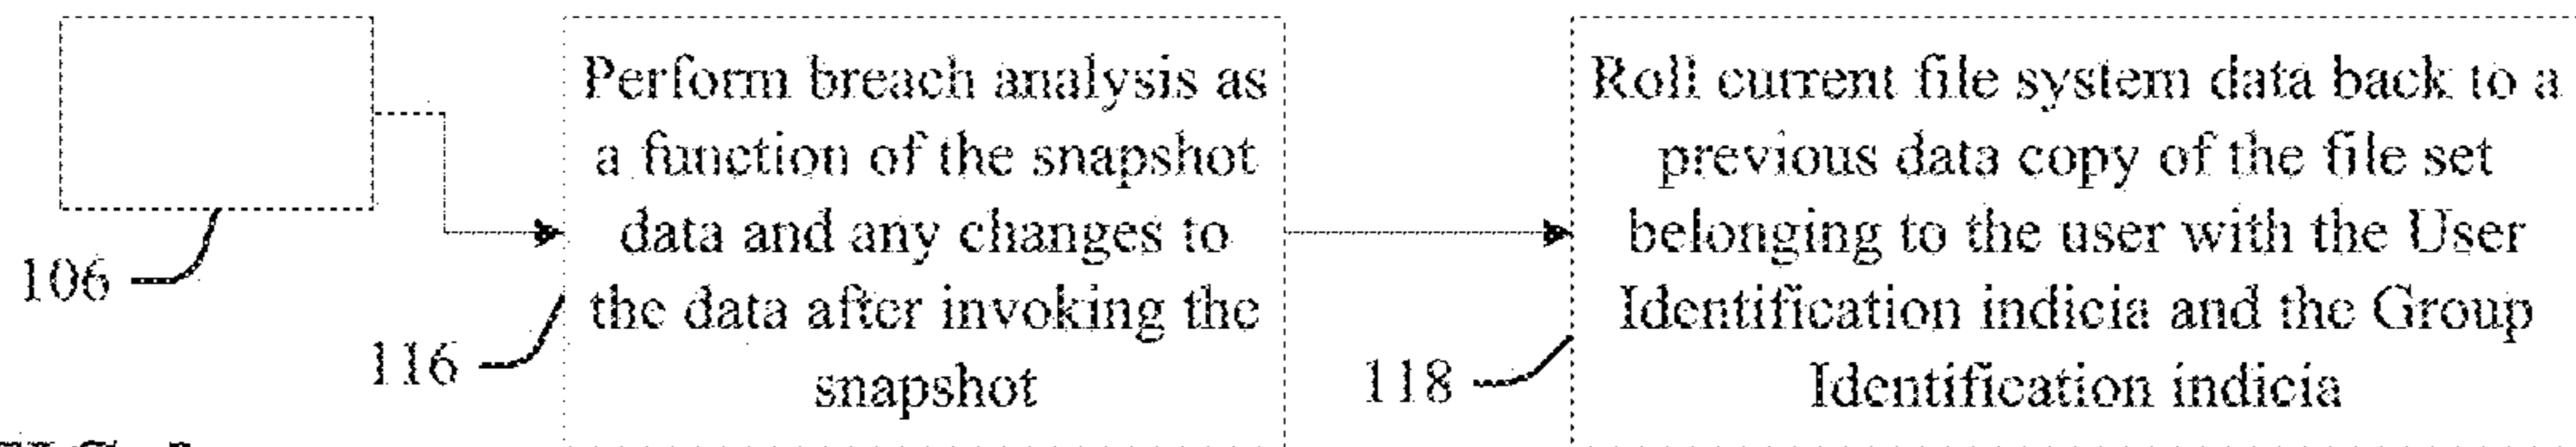 Perform breach analysis as
a function of the snapshot
data and any changes to
the data after invoking the
snapshot
Roll current file system data back to a
previous data copy of the file set
belonging to the user with the User
Identification indicia and the Group
Identification indicia
106
116
118